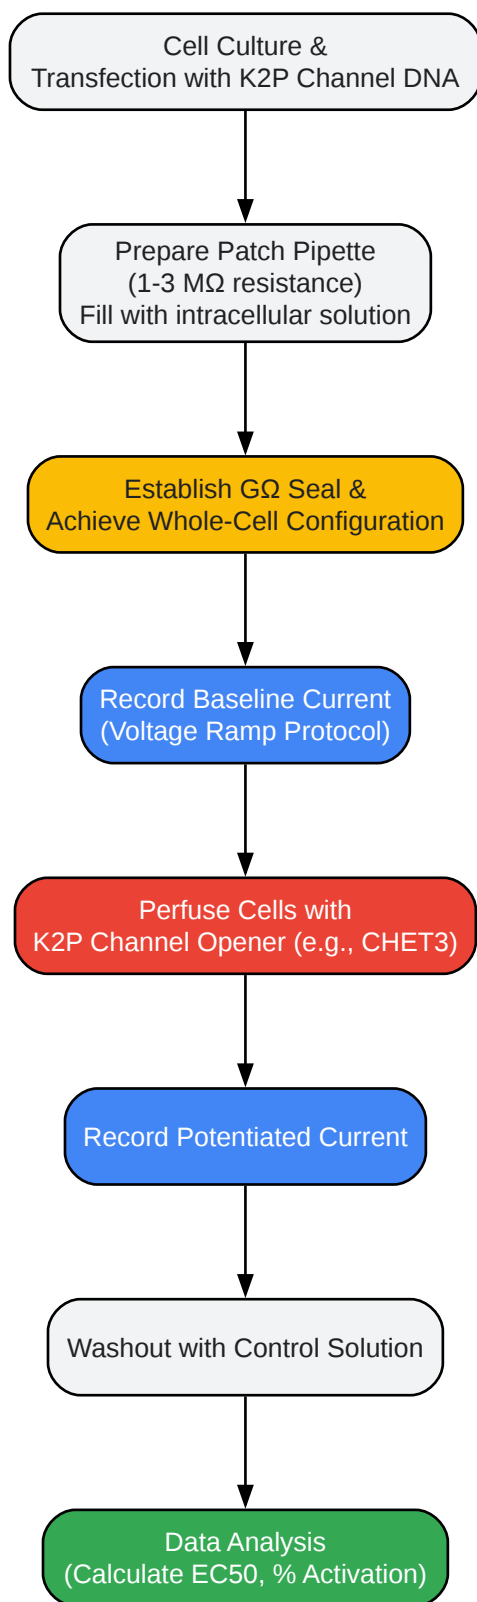 Cell Culture &
Transfection with K2P Channel DNA
Prepare Patch Pipette
(1-3 MΩ resistance)
Fill with intracellular solution
Establish GΩ Seal &
Achieve Whole-Cell Configuration
Record Baseline Current
(Voltage Ramp Protocol)
Perfuse Cells with
K2P Channel Opener (e.g., CHET3)
Record Potentiated Current
Washout with Control Solution
Data Analysis
(Calculate EC50, % Activation)